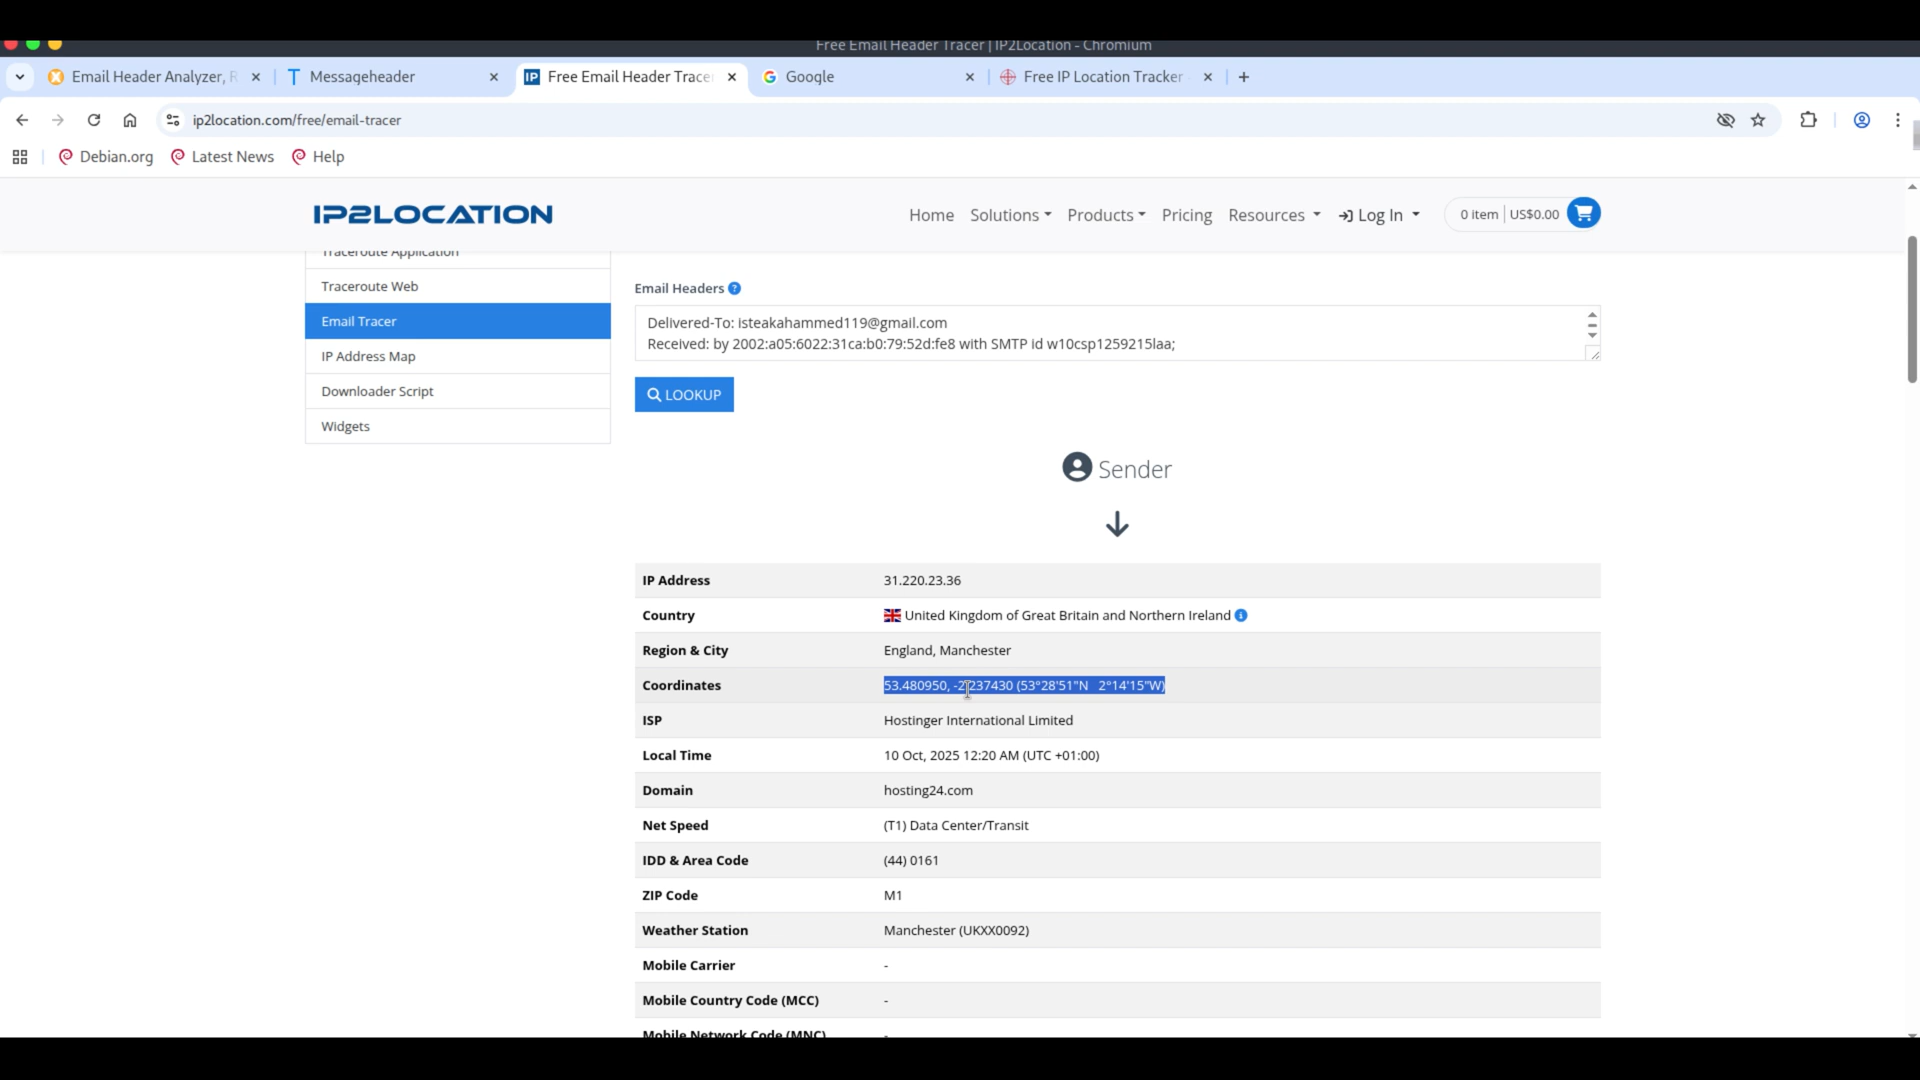 Free Email Header Tracer | IP2Location - Chromium
Email Header Analyzer, R
Messageheader
Free Email Header Tracer
Google
Free IP Location Tracker
ip2location.com/free/email-tracer
Debian.org
Latest News
Help
IP2LOCATION
Home
Solutions
Products
Pricing
Resources
Log In
0 item
US$0.00
Traceroute Application
Traceroute Web
Email Tracer
IP Address Map
Downloader Script
Widgets
Email Headers
Delivered-To: isteakahammed119@gmail.com
Received: by 2002:a05:6022:31ca:b0:79:52d:fe8 with SMTP id w10csp1259215laa;
LOOKUP
Sender
IP Address 31.220.23.36
Country United Kingdom of Great Britain and Northern Ireland
Region & City England, Manchester
Coordinates 53.480950, -2.237430 (53°28'51"N 2°14'15"W)
ISP Hostinger International Limited
Local Time 10 Oct, 2025 12:20 AM (UTC +01:00)
Domain hosting24.com
Net Speed (T1) Data Center/Transit
IDD & Area Code (44) 0161
ZIP Code M1
Weather Station Manchester (UKXX0092)
Mobile Carrier -
Mobile Country Code (MCC) -
Mobile Network Code (MNC) -